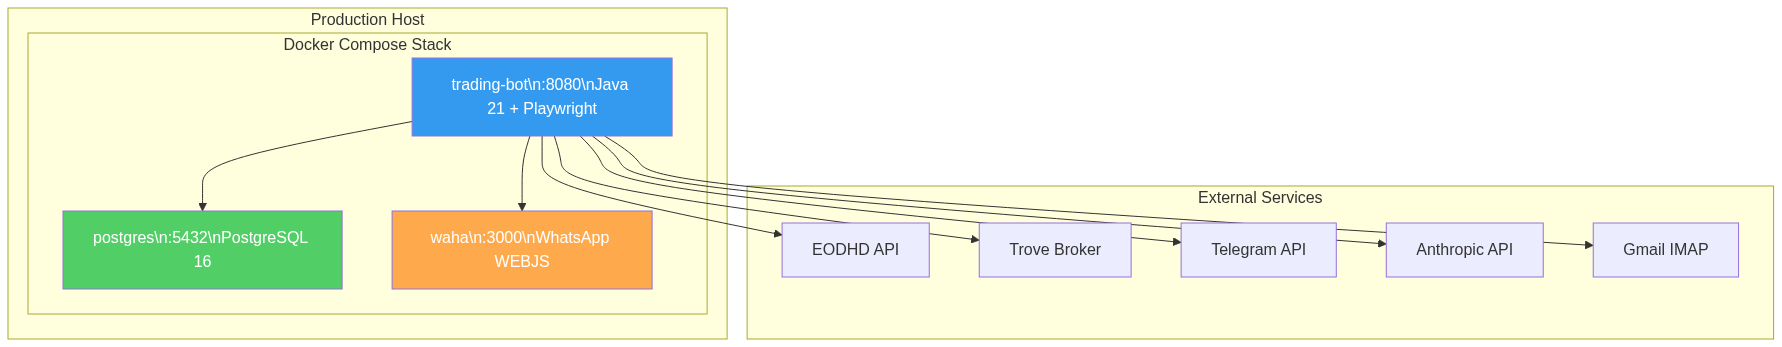 Production Host
Docker Compose Stack
trading-bot\n:8080\nJava
21 + Playwright
postgres\n:5432\nPostgreSQL
16
waha\n:3000\nWhatsApp
WEBJS
External Services
EODHD API
Trove Broker
Telegram API
Anthropic API
Gmail IMAP